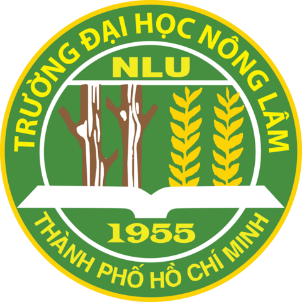 TRƯỜNG ĐẠI HỌC NÔNG LÂM
NLU
1955
THÀNH PHỐ HỒ CHÍ MINH